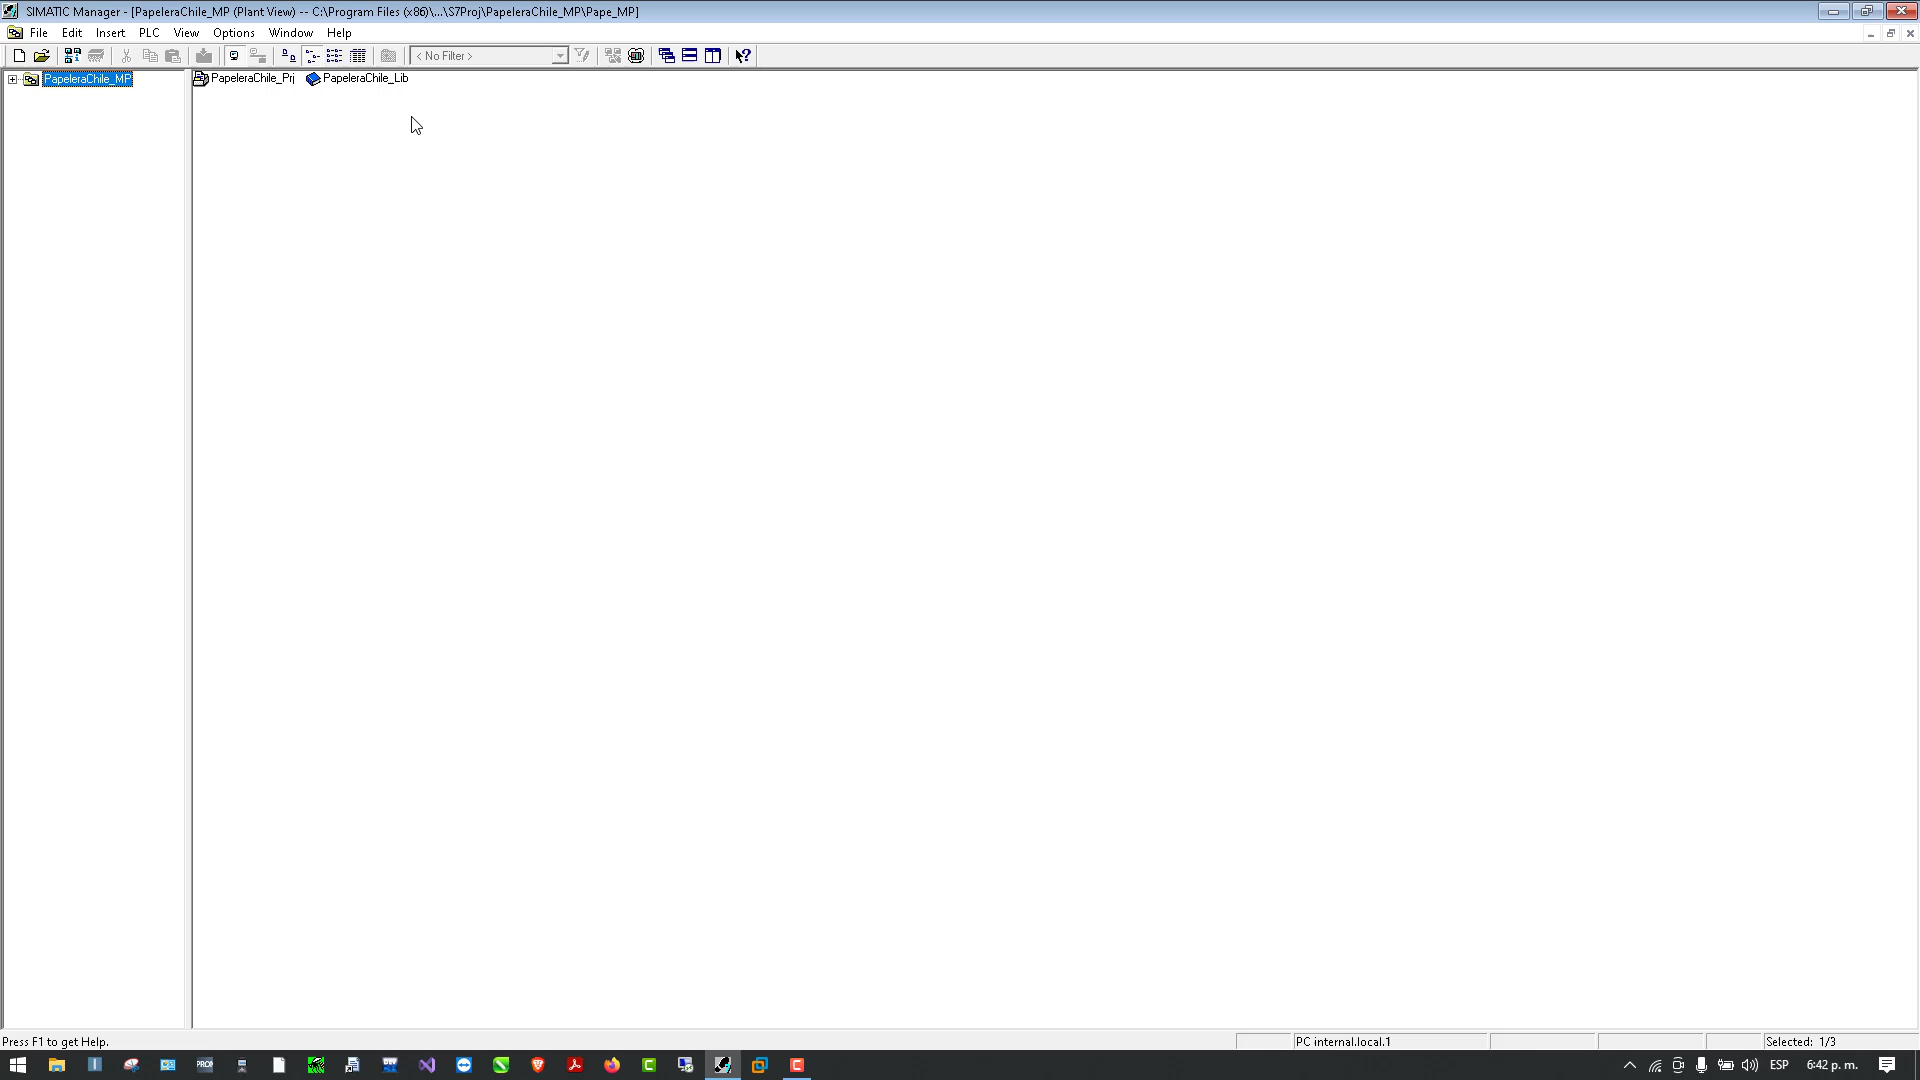 SIMATIC Manager - [PapeleraChile_MP (Plant View) -- C:\Program Files (x86)\...\S7Proj\PapeleraChile_MP\Pape_MP]
File Edit Insert PLC View Options Window Help
< No Filter >
PapeleraChile_MP
PapeleraChile_Prj PapeleraChile_Lib
Press F1 to get Help.
PC internal.local.1
Selected: 1/3
ESP 6:42 p. m.